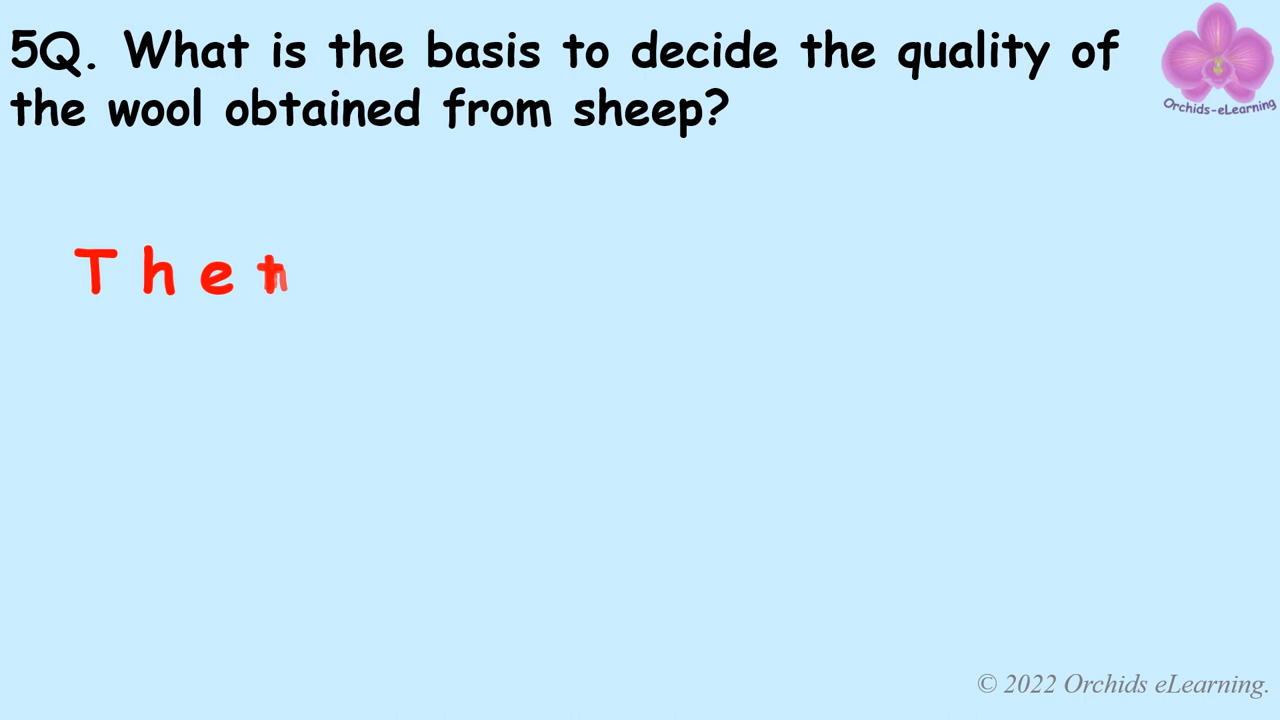 5Q. What is the basis to decide the quality of
the wool obtained from sheep?
Orchids-eLearning
The
© 2022 Orchids eLearning.